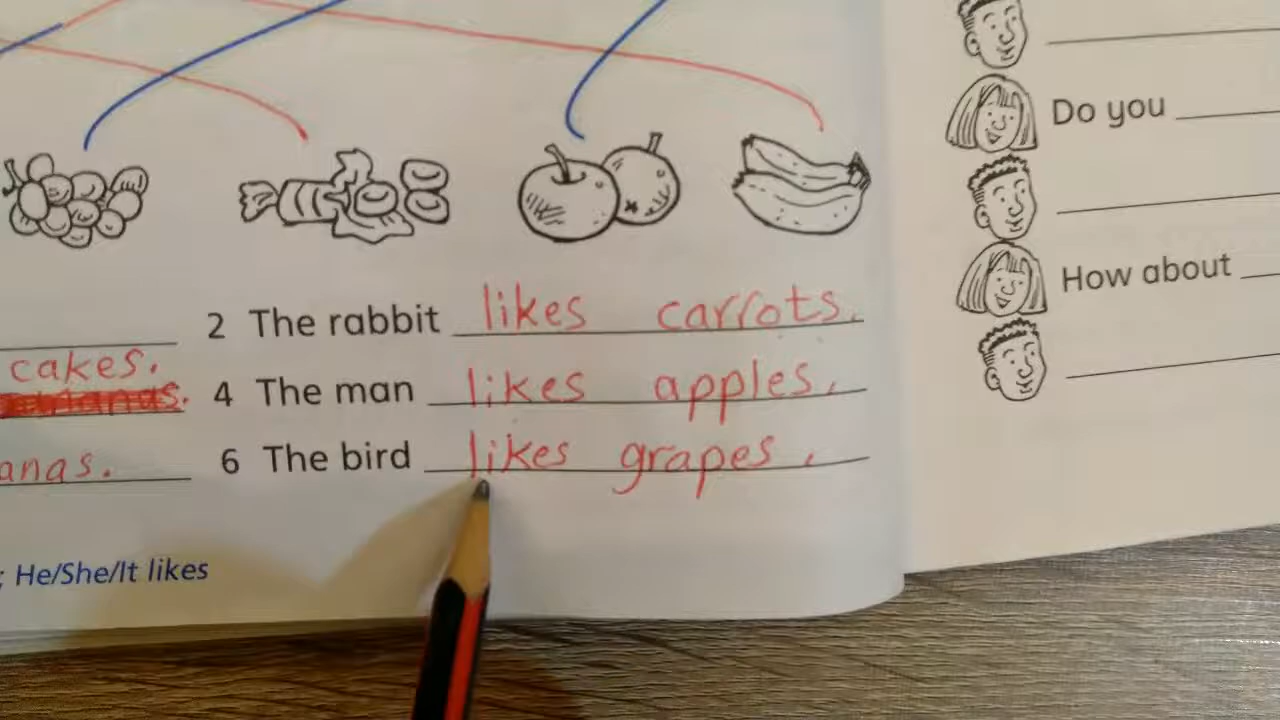 2 The rabbit likes carrots.
cakes.
4 The man likes apples.
anas. 6 The bird likes grapes.
; He/She/It likes
Do you
How about